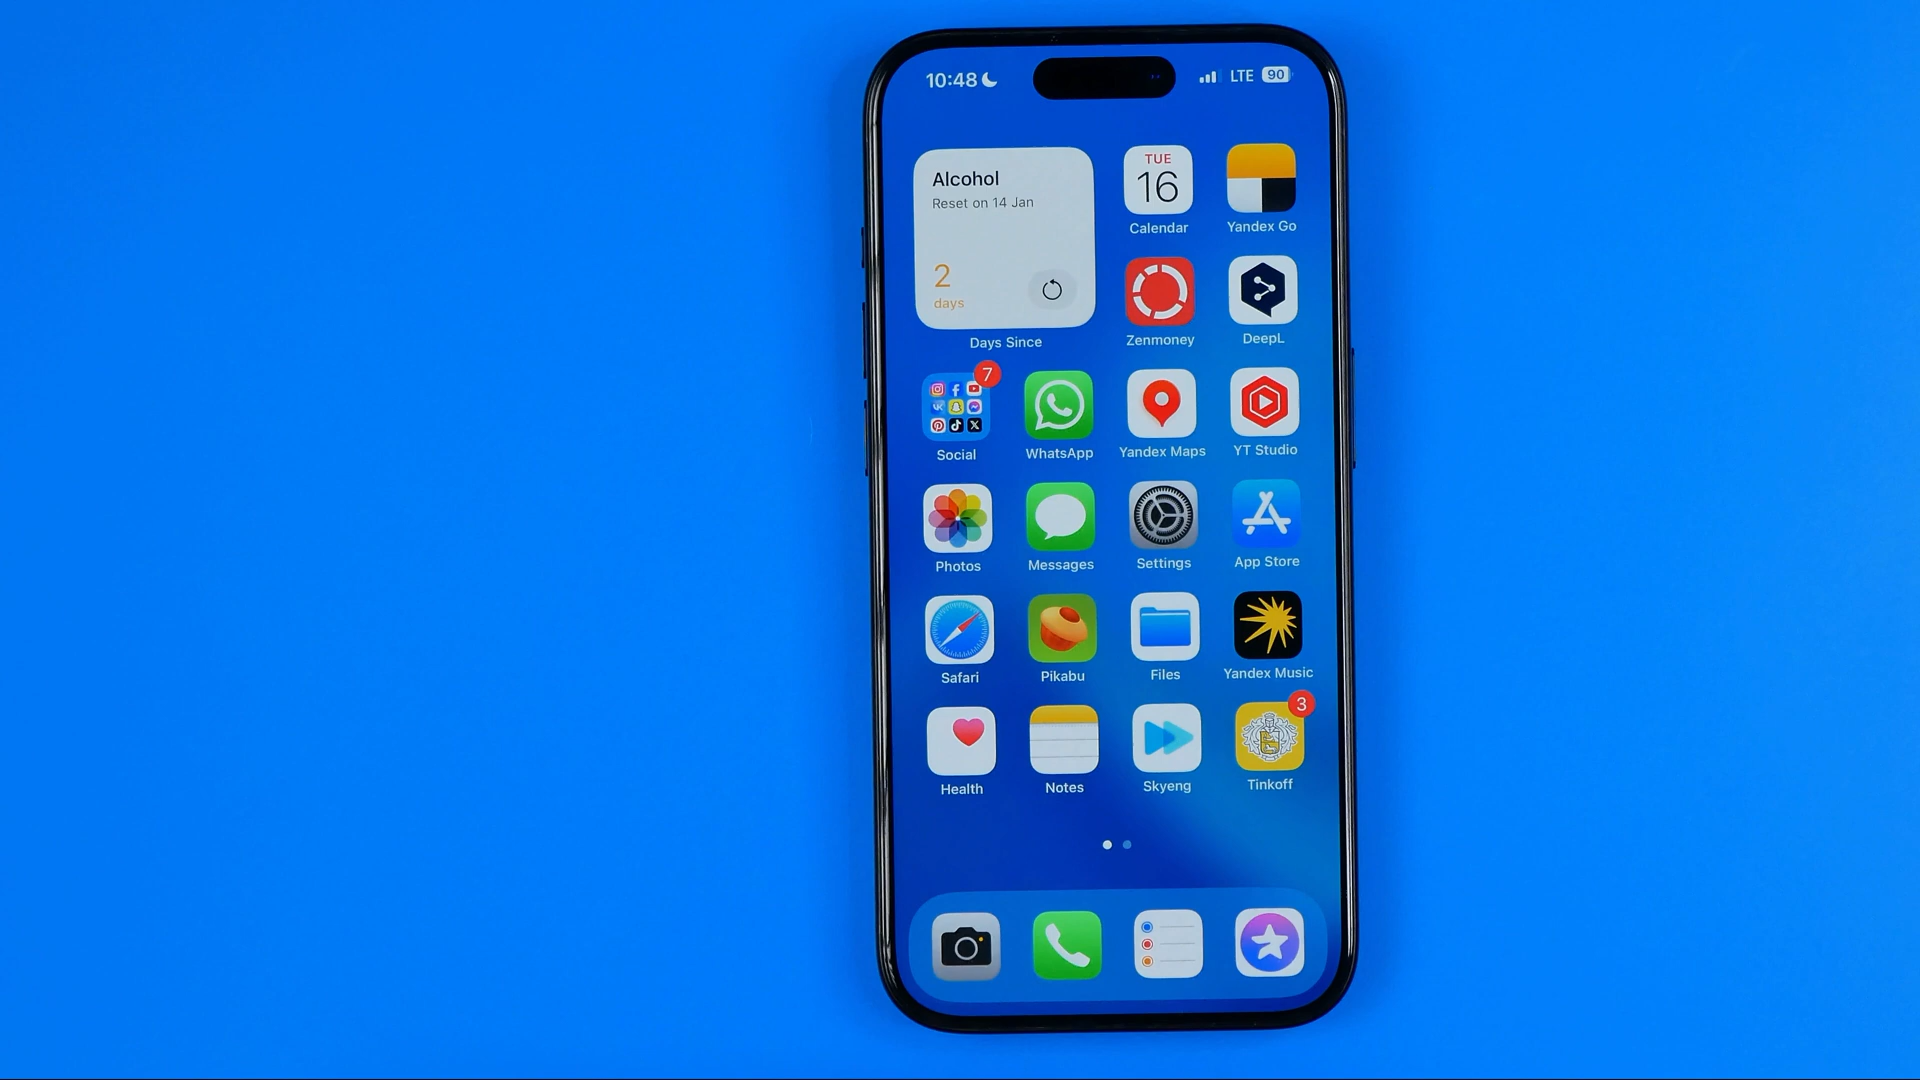 10:48
LTE 90
Alcohol
Reset on 14 Jan
2
days
Days Since
TUE
16
Calendar
Yandex Go
Zenmoney
DeepL
7
Social
WhatsApp
Yandex Maps
YT Studio
Photos
Messages
Settings
App Store
Safari
Pikabu
Files
Yandex Music
3
Health
Notes
Skyeng
Tinkoff